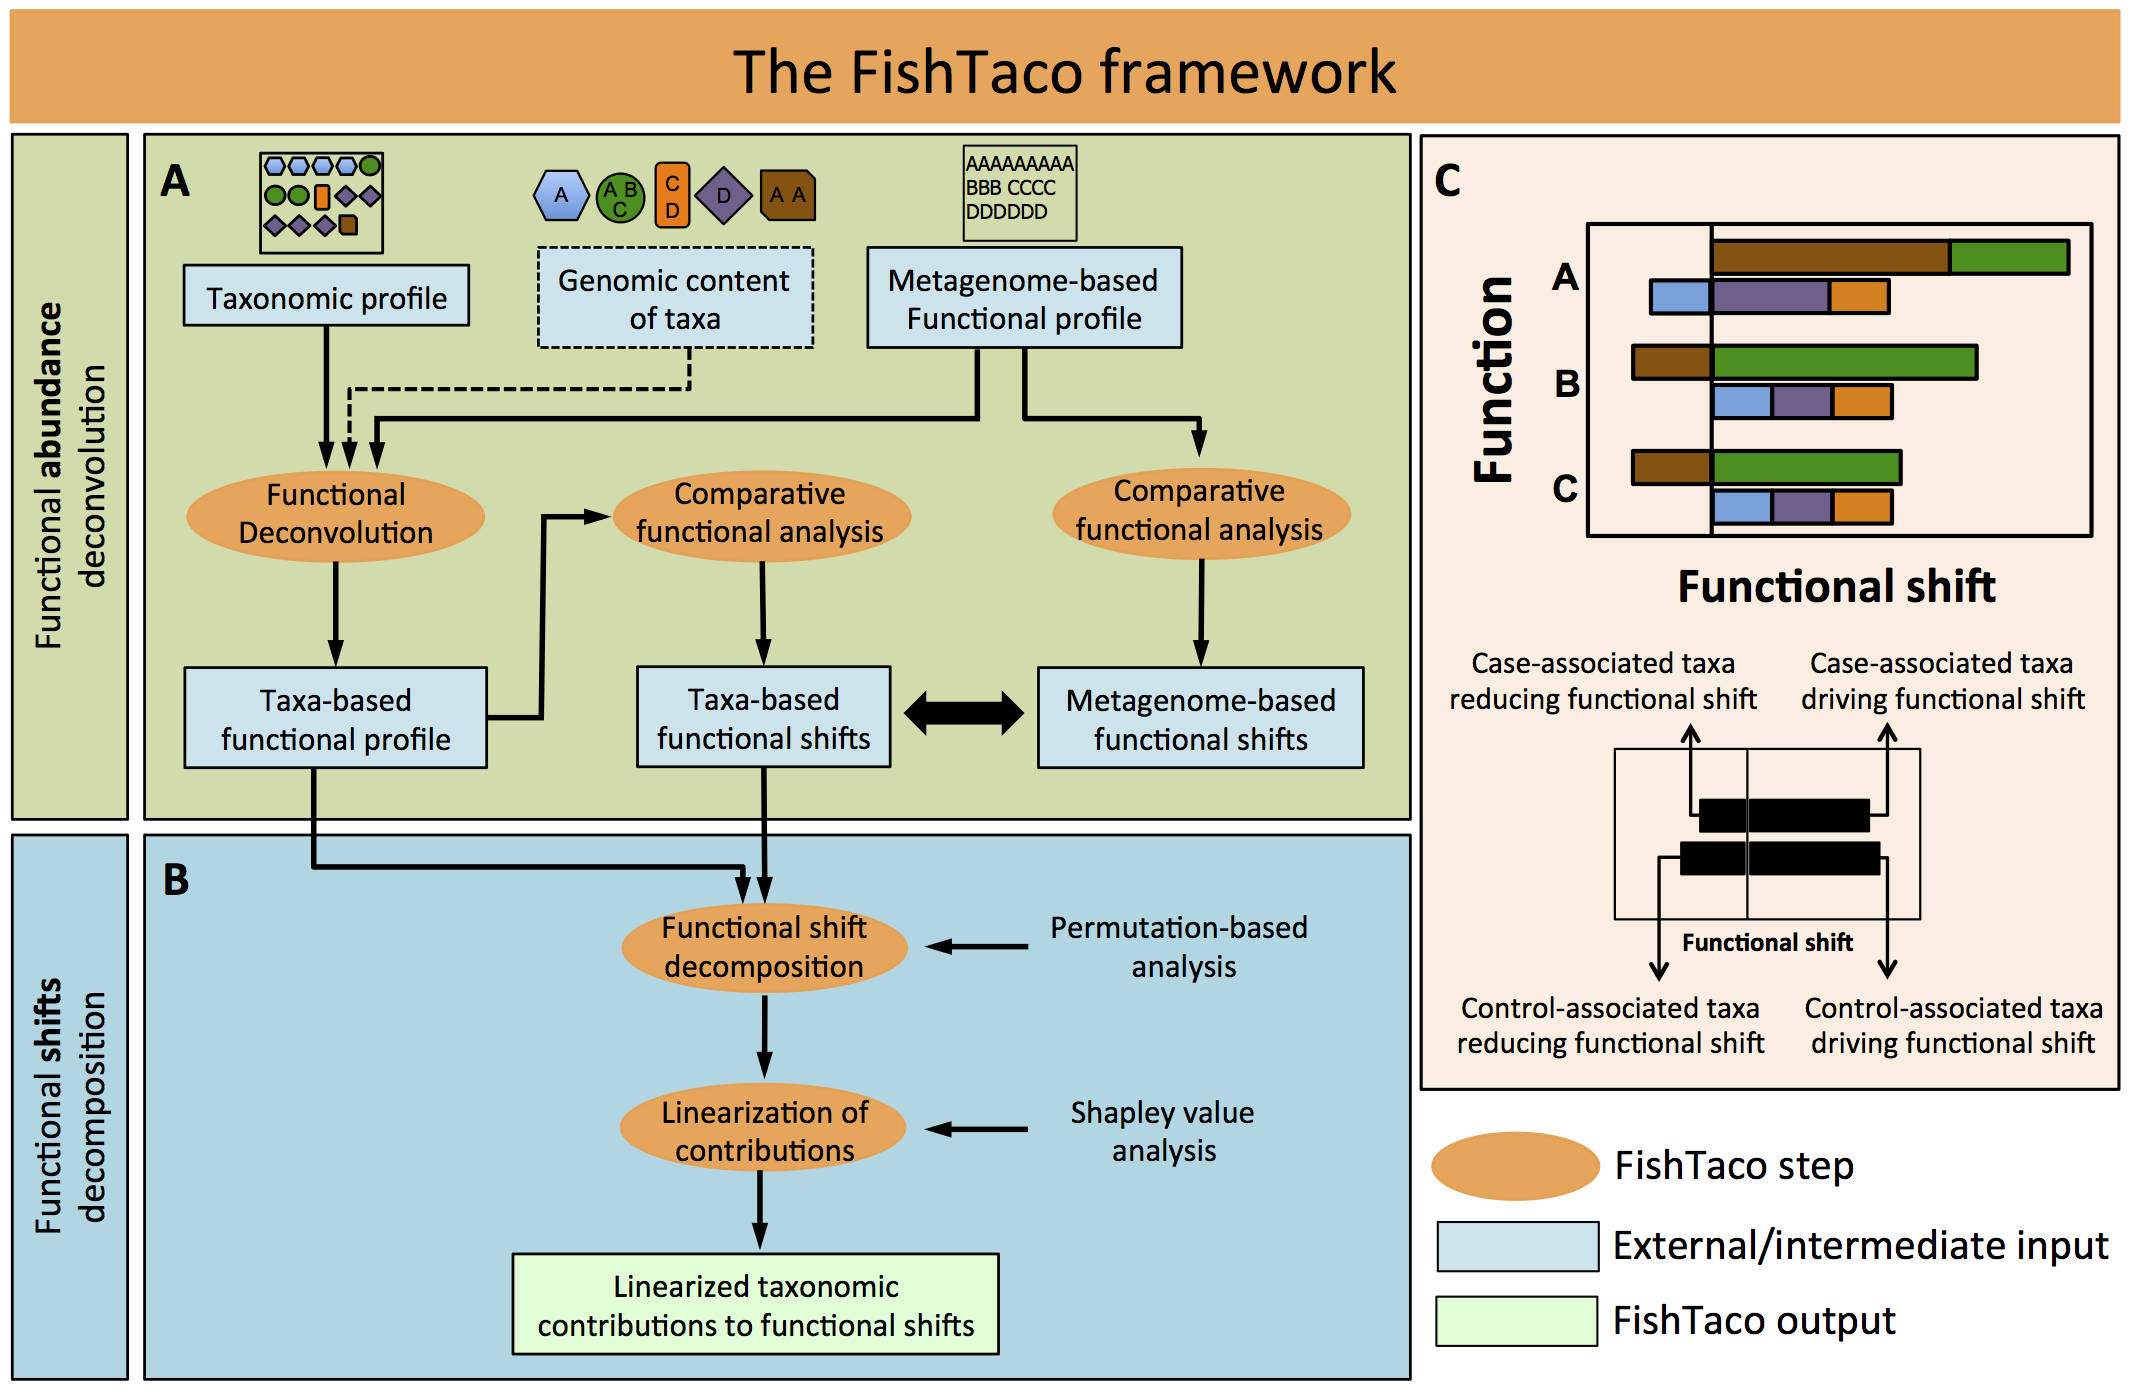 The FishTaco framework
Functional abundance
deconvolution
A
A
A B
C
C
D
D
A A
AAAAAAAAA
BBB CCCC
DDDDDD
Taxonomic profile
Genomic content
of taxa
Metagenome-based
Functional profile
Functional
Deconvolution
Comparative
functional analysis
Comparative
functional analysis
Taxa-based
functional profile
Taxa-based
functional shifts
Metagenome-based
functional shifts
Functional shifts
decomposition
B
Functional shift
decomposition
Permutation-based
analysis
Linearization of
contributions
Shapley value
analysis
Linearized taxonomic
contributions to functional shifts
C
Function
A
B
C
Functional shift
Case-associated taxa
reducing functional shift
Case-associated taxa
driving functional shift
Functional shift
Control-associated taxa
reducing functional shift
Control-associated taxa
driving functional shift
FishTaco step
External/intermediate input
FishTaco output